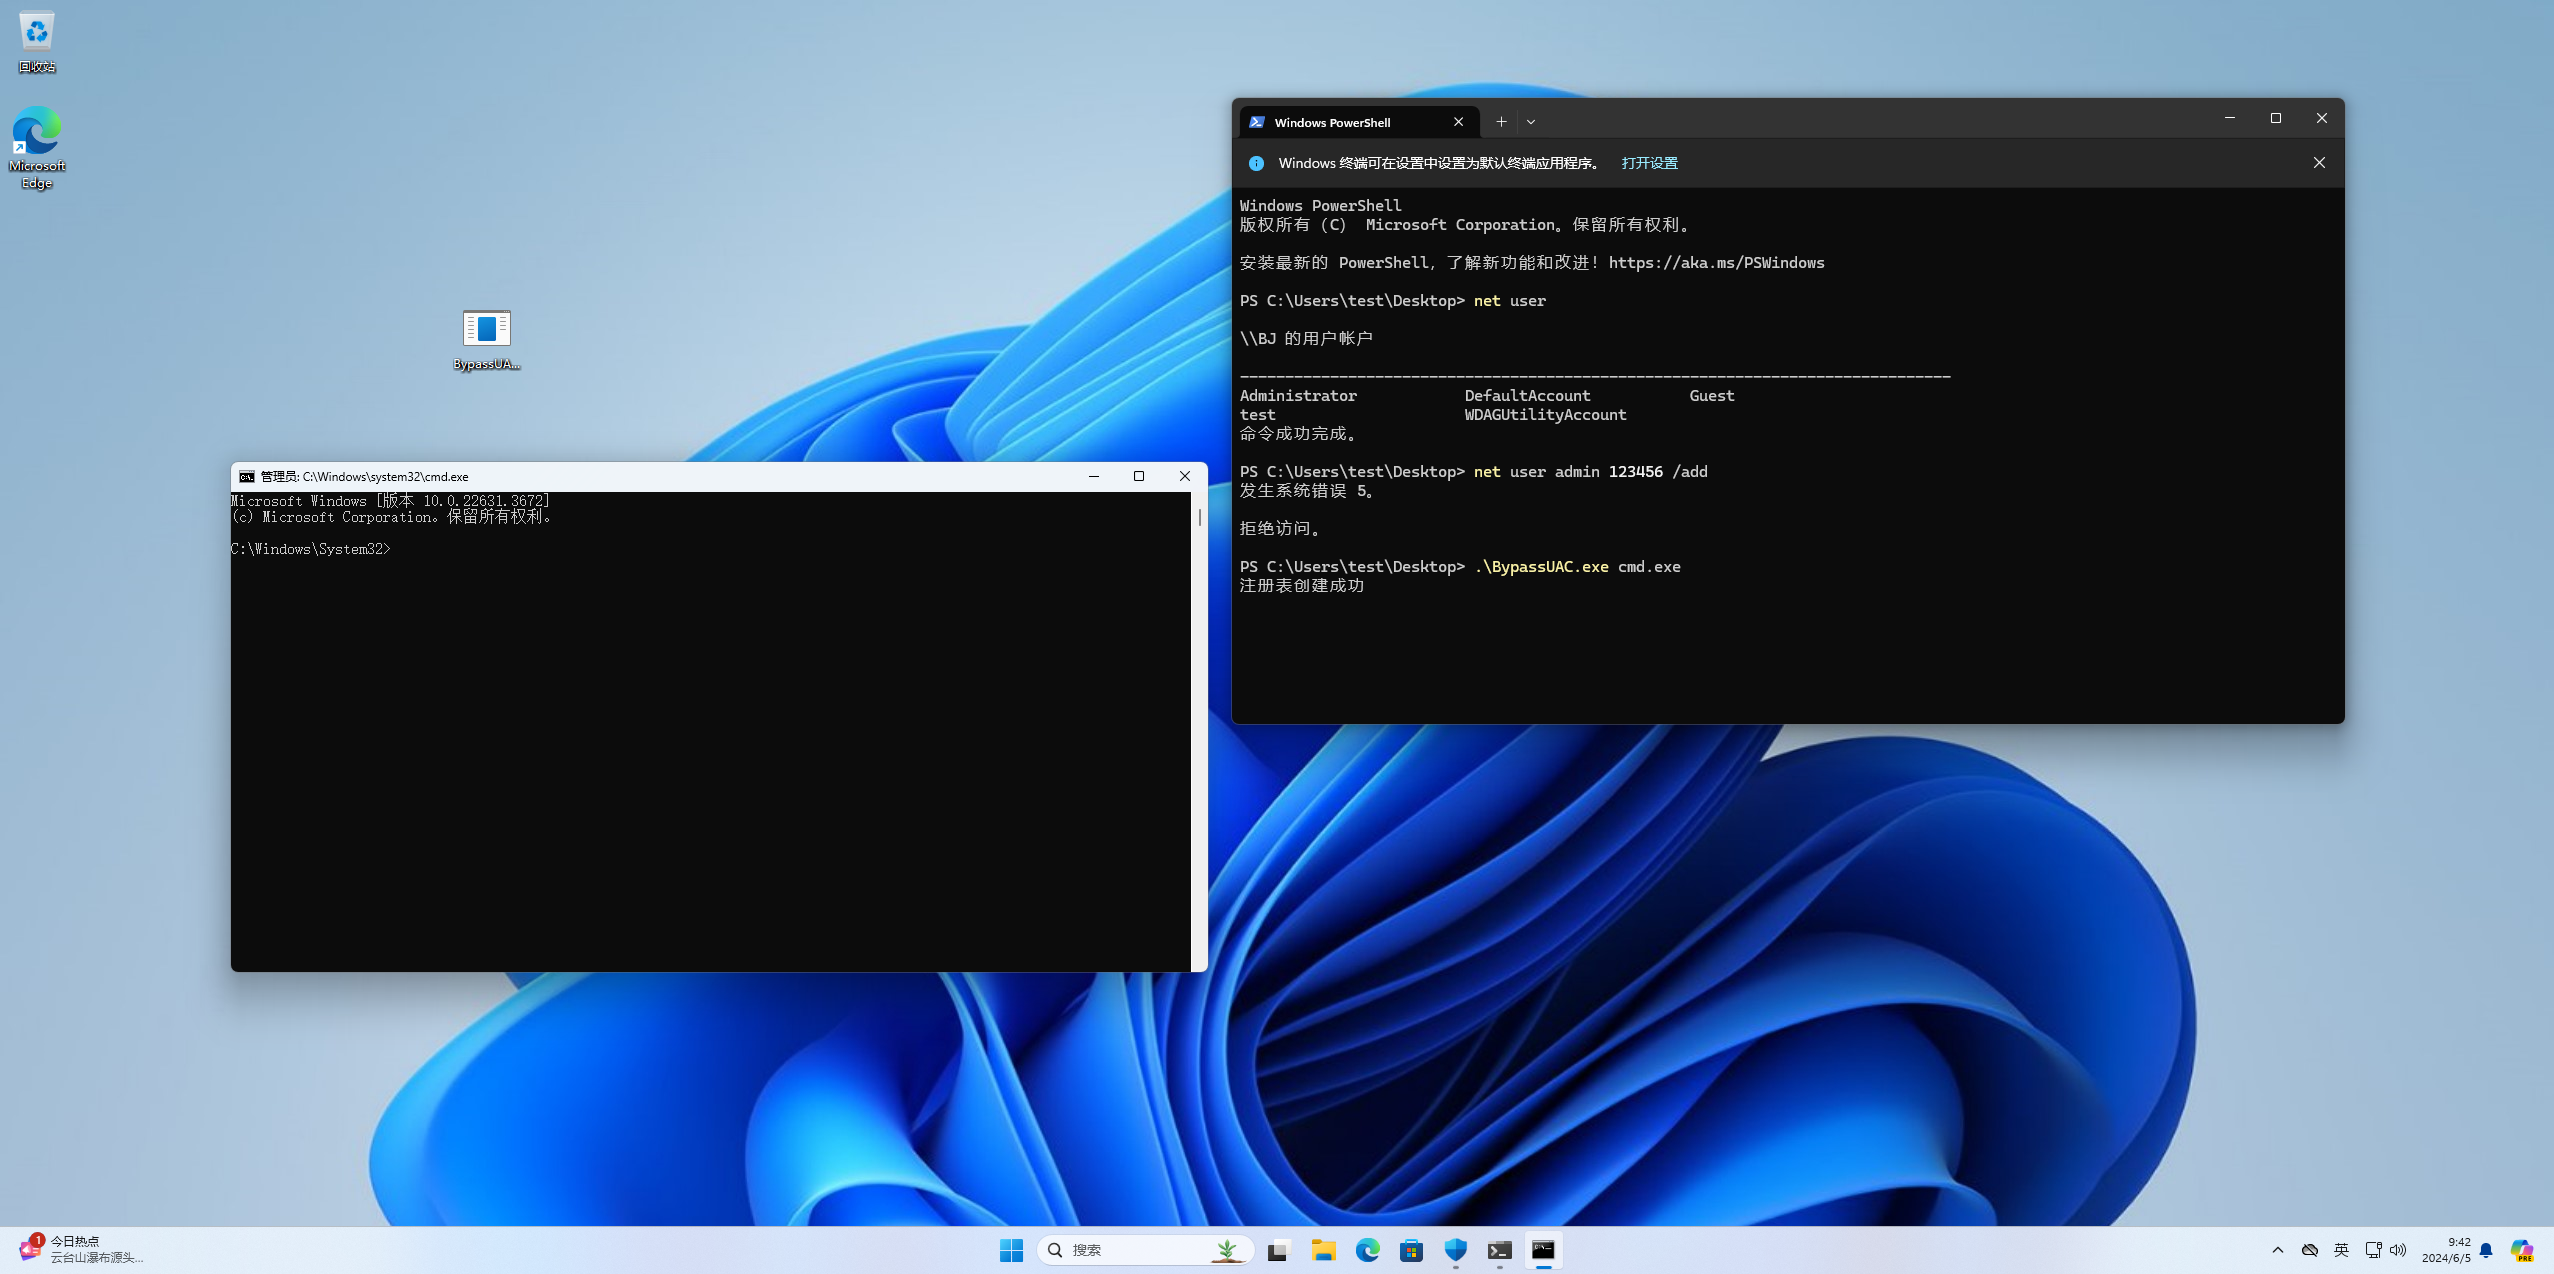 回收站
Microsoft
Edge
BypassUA...
管理员: C:\Windows\system32\cmd.exe
Microsoft Windows [版本 10.0.22631.3672]
(c) Microsoft Corporation。保留所有权利。
C:\Windows\System32>
Windows PowerShell
Windows 终端可在设置中设置为默认终端应用程序。 打开设置
Windows PowerShell
版权所有（C） Microsoft Corporation。保留所有权利。
安装最新的 PowerShell，了解新功能和改进！https://aka.ms/PSWindows
PS C:\Users\test\Desktop> net user
\\BJ 的用户帐户
-------------------------------------------------------------------------------
Administrator            DefaultAccount           Guest
test                     WDAGUtilityAccount
命令成功完成。
PS C:\Users\test\Desktop> net user admin 123456 /add
发生系统错误 5。
拒绝访问。
PS C:\Users\test\Desktop> .\BypassUAC.exe cmd.exe
注册表创建成功
1
今日热点
云台山瀑布源头...
搜索
英
9:42
2024/6/5
PRE